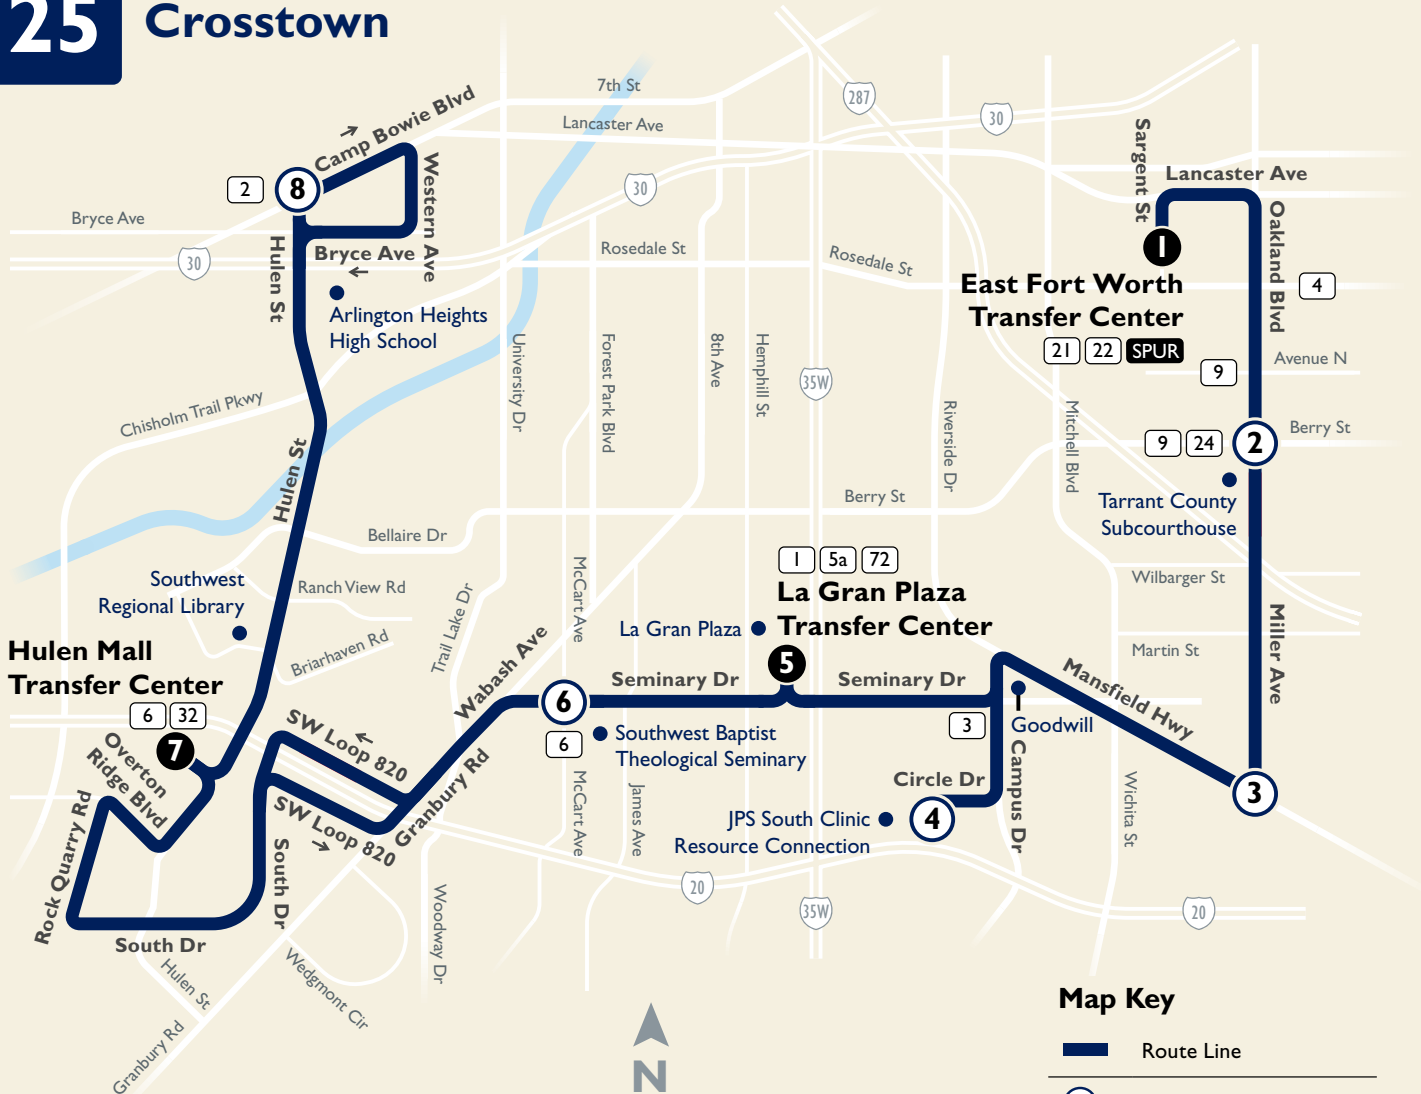 25
Crosstown
7th St
Lancaster Ave
287
30
Camp Bowie Blvd
Western Ave
2
8
Bryce Ave
30
Hulen St
Bryce Ave
Arlington Heights
High School
30
Rosedale St
Rosedale St
Sargent St
Lancaster Ave
Oakland Blvd
1
East Fort Worth
Transfer Center
21
22
SPUR
4
Avenue N
9
Chisholm Trail Pkwy
University Dr
Forest Park Blvd
8th Ave
Hemphill St
35W
Riverside Dr
Mitchell Blvd
9
24
2
Berry St
Tarrant County
Subcourthouse
Hulen St
Berry St
Bellaire Dr
Southwest
Regional Library
Ranch View Rd
Briarhaven Rd
Trail Lake Dr
McCart Ave
Wabash Ave
1
5a
72
La Gran Plaza
Transfer Center
La Gran Plaza
5
Wilbarger St
Martin St
Miller Ave
Hulen Mall
Transfer Center
6
32
7
Overton
Ridge Blvd
SW Loop 820
SW Loop 820
Granbury Rd
6
Seminary Dr
Seminary Dr
6
Southwest Baptist
Theological Seminary
McCart Ave
James Ave
3
Goodwill
Mansfield Hwy
Campus Dr
Circle Dr
4
JPS South Clinic
Resource Connection
Wichita St
3
Rock Quarry Rd
South Dr
South Dr
Hulen St
Granbury Rd
Wedgmont Cir
Woodway Dr
20
35W
20
N
Map Key
Route Line